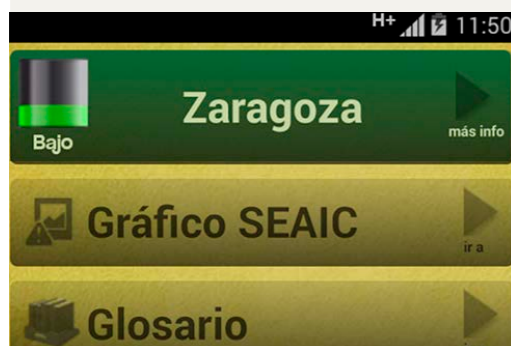 H+ 11:50
Zaragoza
Bajo
más info
Gráfico SEAIC
ir a
Glosario